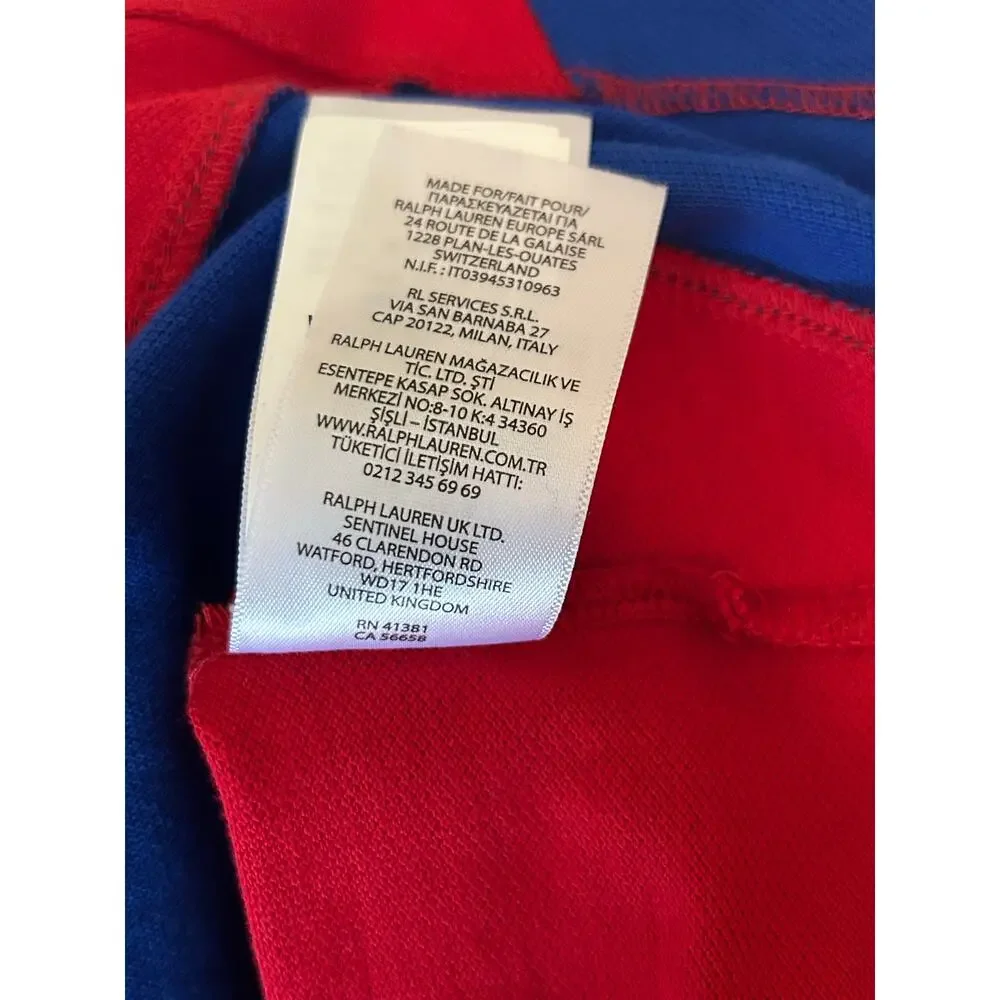 MADE FOR/FAIT POUR/
ΠΑΡΑΣΚΕΥΑΖΕΤΑΙ ΓΙΑ
RALPH LAUREN EUROPE SÁRL
24 ROUTE DE LA GALAISE
1228 PLAN-LES-OUATES
SWITZERLAND
N.I.F. : IT03945310963
RL SERVICES S.R.L.
VIA SAN BARNABA 27
CAP 20122, MILAN, ITALY
RALPH LAUREN MAĞAZACILIK VE
TİC. LTD. ŞTİ
ESENTEPE KASAP SOK. ALTINAY İŞ
MERKEZİ NO:8-10 K:4 34360
ŞİŞLİ – İSTANBUL
WWW.RALPHLAUREN.COM.TR
TÜKETİCİ İLETİŞİM HATTI:
0212 345 69 69
RALPH LAUREN UK LTD.
SENTINEL HOUSE
46 CLARENDON RD
WATFORD, HERTFORDSHIRE
WD17 1HE
UNITED KINGDOM
RN 41381
CA 56658